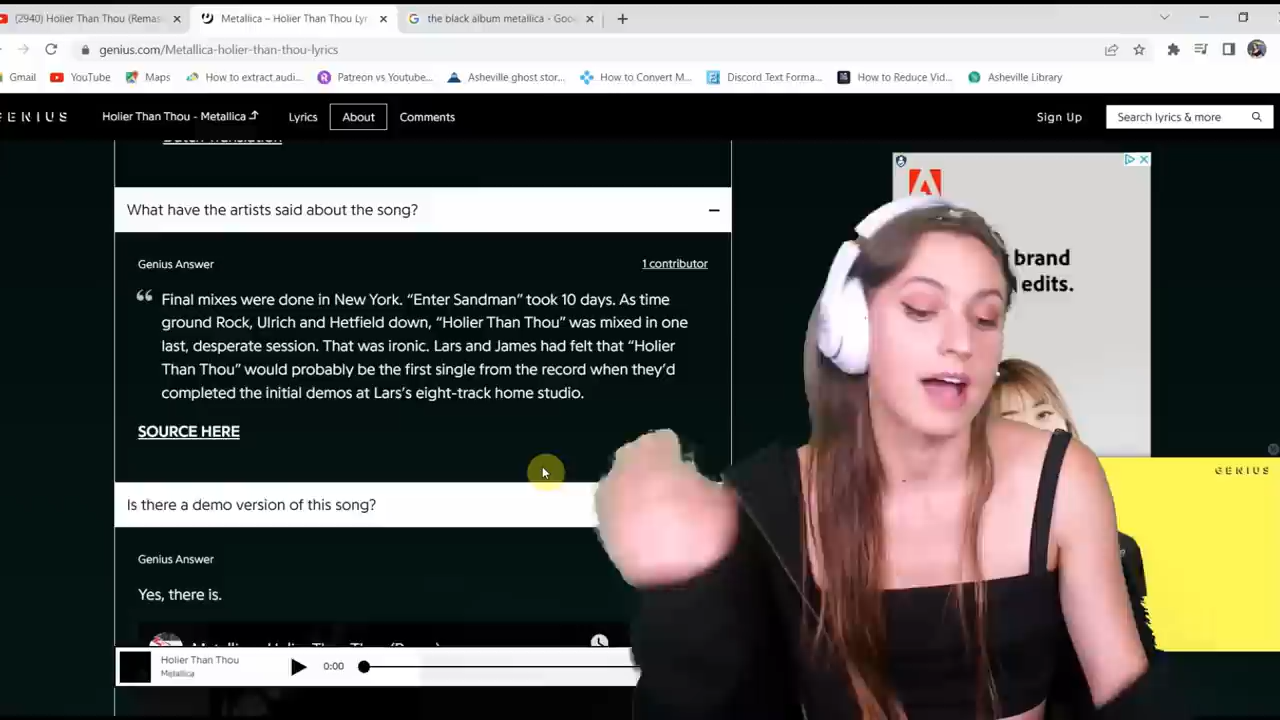 (2940) Holier Than Thou (Remas
Metallica – Holier Than Thou Lyr
the black album metallica - Goo
genius.com/Metallica-holier-than-thou-lyrics
Gmail
YouTube
Maps
How to extract audi...
Patreon vs Youtube...
Asheville ghost stor...
How to Convert M...
Discord Text Forma...
How to Reduce Vid...
Asheville Library
GENIUS
Holier Than Thou - Metallica
Lyrics
About
Comments
Sign Up
Search lyrics & more
Dutch Translation
What have the artists said about the song?
Genius Answer
1 contributor
Final mixes were done in New York. “Enter Sandman” took 10 days. As time
ground Rock, Ulrich and Hetfield down, “Holier Than Thou” was mixed in one
last, desperate session. That was ironic. Lars and James had felt that “Holier
Than Thou” would probably be the first single from the record when they’d
completed the initial demos at Lars’s eight-track home studio.
SOURCE HERE
Is there a demo version of this song?
Genius Answer
Yes, there is.
Holier Than Thou
Metallica
0:00
brand
edits.
GENIUS